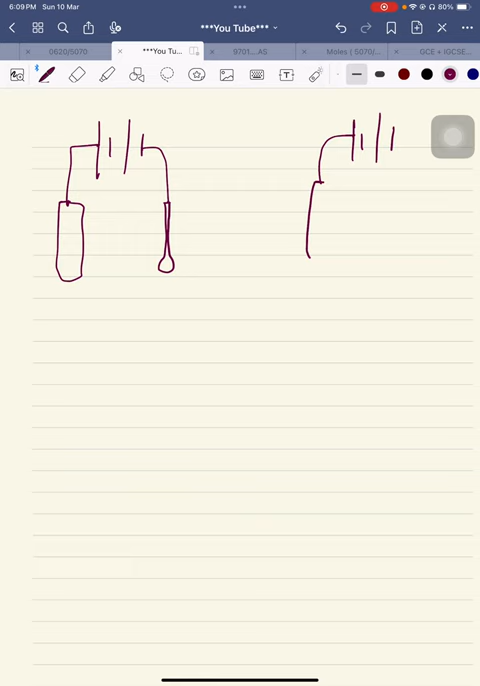 6:09 PM Sun 10 Mar
80%
***You Tube***
0620/5070
***You Tu...
9701....AS
Moles ( 5070/...
GCE + IGCSE...
T